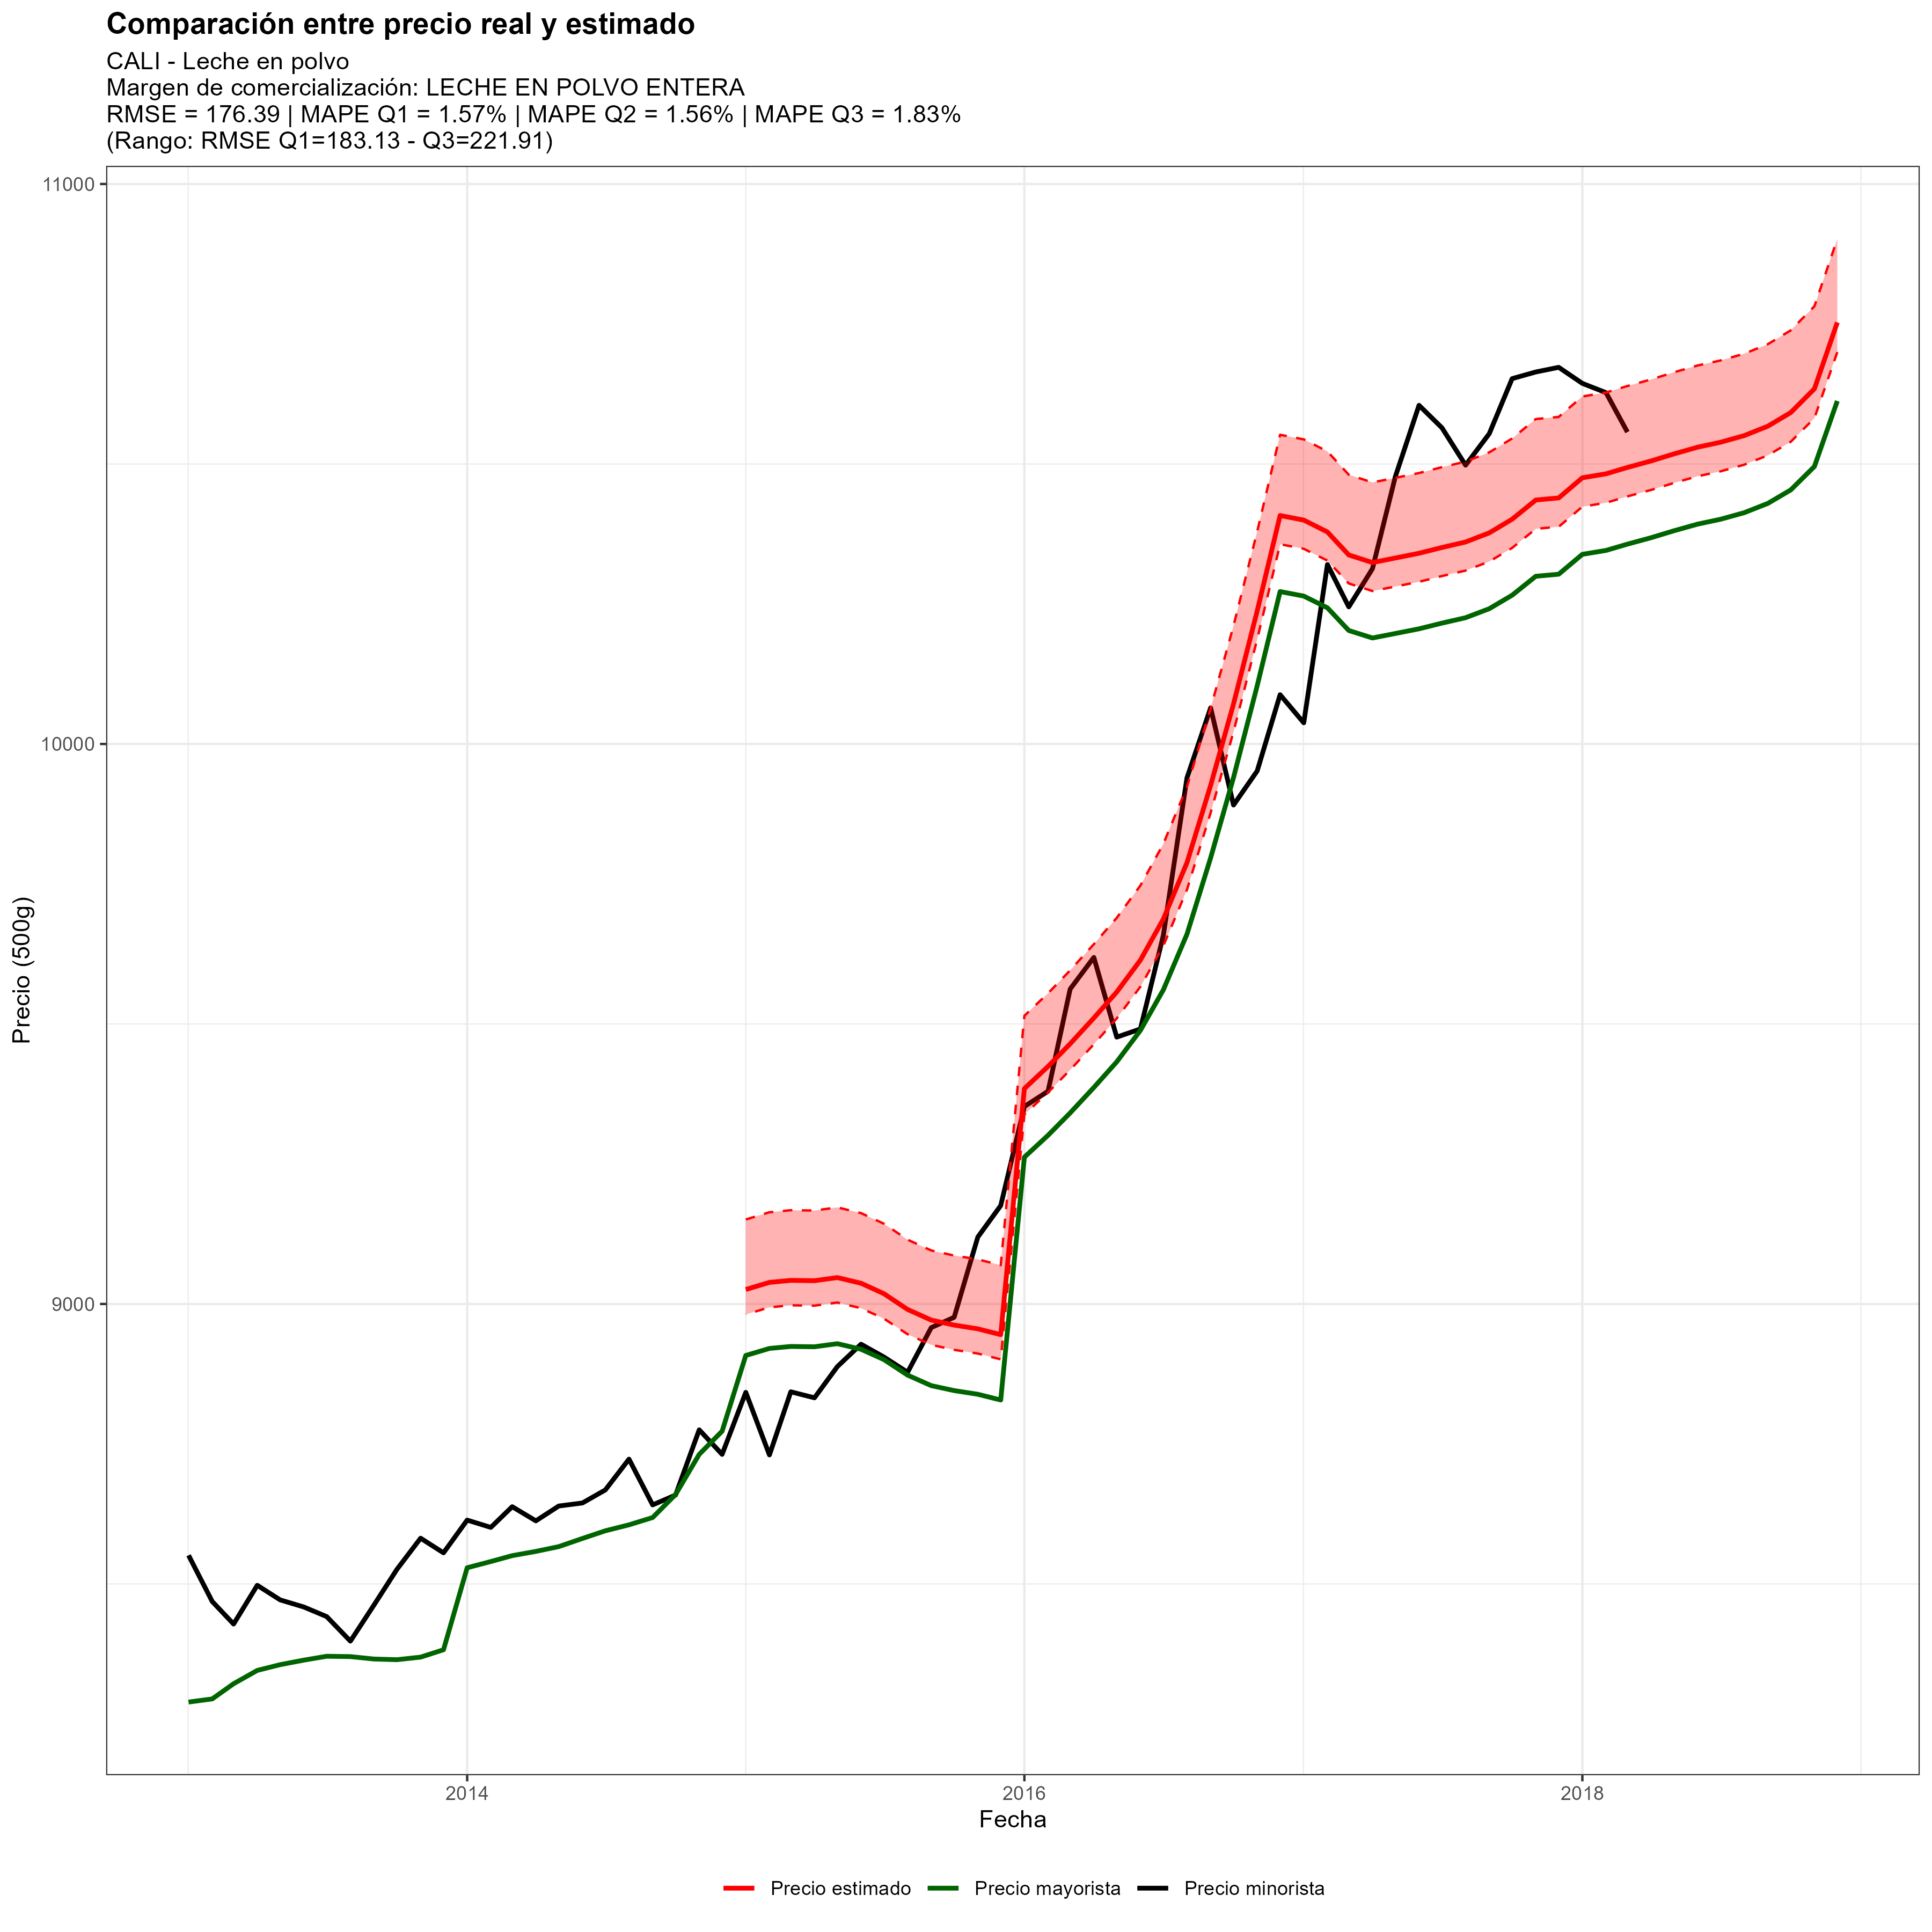 Comparación entre precio real y estimado
CALI - Leche en polvo
Margen de comercialización: LECHE EN POLVO ENTERA
RMSE = 176.39 | MAPE Q1 = 1.57% | MAPE Q2 = 1.56% | MAPE Q3 = 1.83%
(Rango: RMSE Q1=183.13 - Q3=221.91)
11000
10000
9000
Precio (500g)
2014
2016
2018
Fecha
Precio estimado
Precio mayorista
Precio minorista